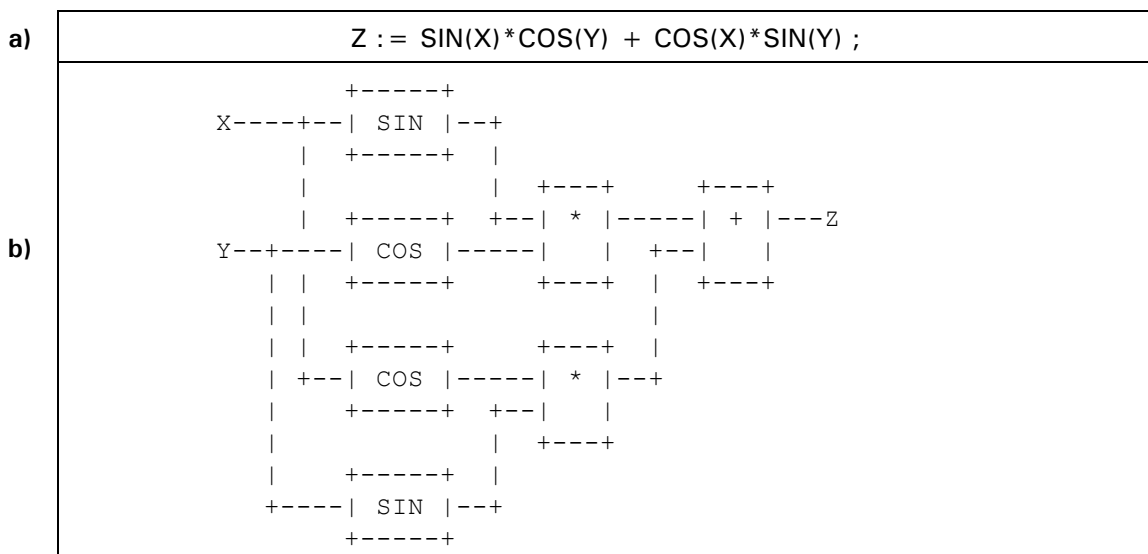 a) Z := SIN(X)*COS(Y) + COS(X)*SIN(Y) ;
b)
+-----+
X----+--| SIN |--+
| +-----+ |
| | +---+ +---+
| +-----+ +--| * |-----| + |---Z
Y--+----| COS |-----| | +--| |
| | +-----+ +---+ | +---+
| | |
| | +-----+ +---+ |
| +--| COS |-----| * |--+
| +-----+ +--| |
| | +---+
| +-----+ |
+----| SIN |--+
+-----+